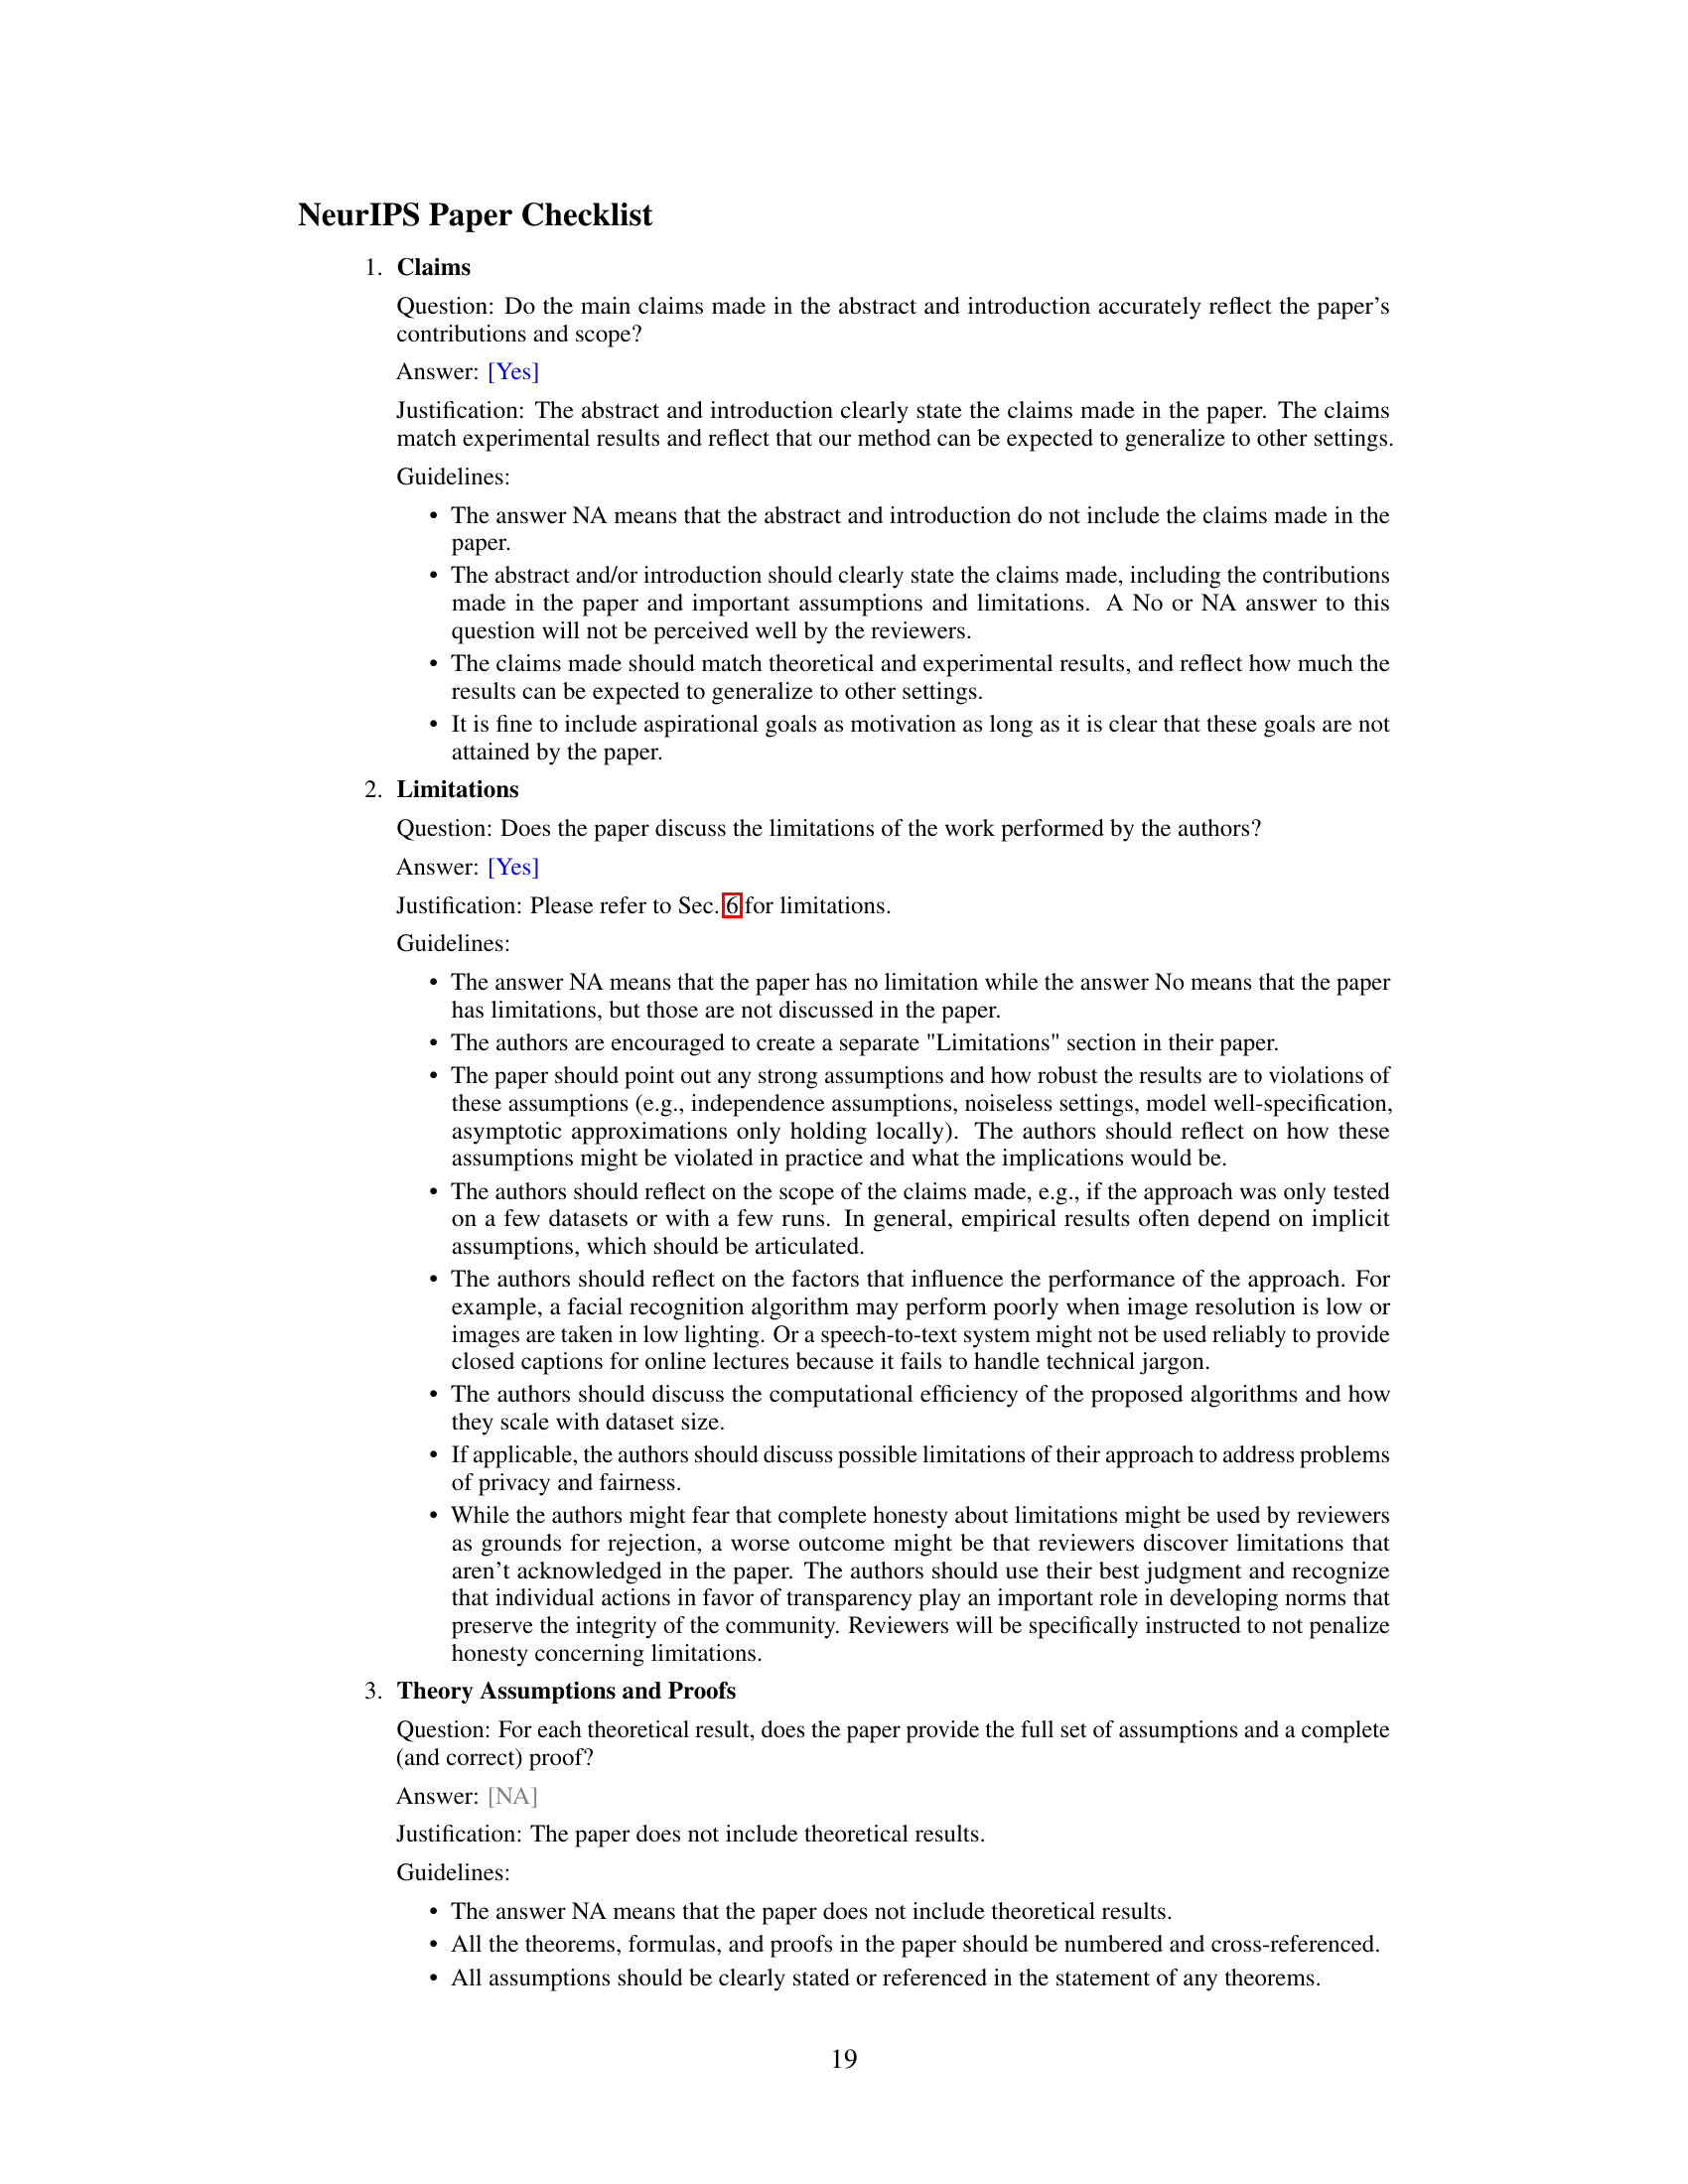 NeurIPS Paper Checklist
1. Claims
Question: Do the main claims made in the abstract and introduction accurately reflect the paper's
contributions and scope?
Answer: [Yes]
Justification: The abstract and introduction clearly state the claims made in the paper. The claims
match experimental results and reflect that our method can be expected to generalize to other settings.
Guidelines:
• The answer NA means that the abstract and introduction do not include the claims made in the
paper.
• The abstract and/or introduction should clearly state the claims made, including the contributions
made in the paper and important assumptions and limitations. A No or NA answer to this
question will not be perceived well by the reviewers.
• The claims made should match theoretical and experimental results, and reflect how much the
results can be expected to generalize to other settings.
• It is fine to include aspirational goals as motivation as long as it is clear that these goals are not
attained by the paper.
2. Limitations
Question: Does the paper discuss the limitations of the work performed by the authors?
Answer: [Yes]
Justification: Please refer to Sec. 6 for limitations.
Guidelines:
• The answer NA means that the paper has no limitation while the answer No means that the paper
has limitations, but those are not discussed in the paper.
• The authors are encouraged to create a separate "Limitations" section in their paper.
• The paper should point out any strong assumptions and how robust the results are to violations of
these assumptions (e.g., independence assumptions, noiseless settings, model well-specification,
asymptotic approximations only holding locally). The authors should reflect on how these
assumptions might be violated in practice and what the implications would be.
• The authors should reflect on the scope of the claims made, e.g., if the approach was only tested
on a few datasets or with a few runs. In general, empirical results often depend on implicit
assumptions, which should be articulated.
• The authors should reflect on the factors that influence the performance of the approach. For
example, a facial recognition algorithm may perform poorly when image resolution is low or
images are taken in low lighting. Or a speech-to-text system might not be used reliably to provide
closed captions for online lectures because it fails to handle technical jargon.
• The authors should discuss the computational efficiency of the proposed algorithms and how
they scale with dataset size.
• If applicable, the authors should discuss possible limitations of their approach to address problems
of privacy and fairness.
• While the authors might fear that complete honesty about limitations might be used by reviewers
as grounds for rejection, a worse outcome might be that reviewers discover limitations that
aren't acknowledged in the paper. The authors should use their best judgment and recognize
that individual actions in favor of transparency play an important role in developing norms that
preserve the integrity of the community. Reviewers will be specifically instructed to not penalize
honesty concerning limitations.
3. Theory Assumptions and Proofs
Question: For each theoretical result, does the paper provide the full set of assumptions and a complete
(and correct) proof?
Answer: [NA]
Justification: The paper does not include theoretical results.
Guidelines:
• The answer NA means that the paper does not include theoretical results.
• All the theorems, formulas, and proofs in the paper should be numbered and cross-referenced.
• All assumptions should be clearly stated or referenced in the statement of any theorems.
19